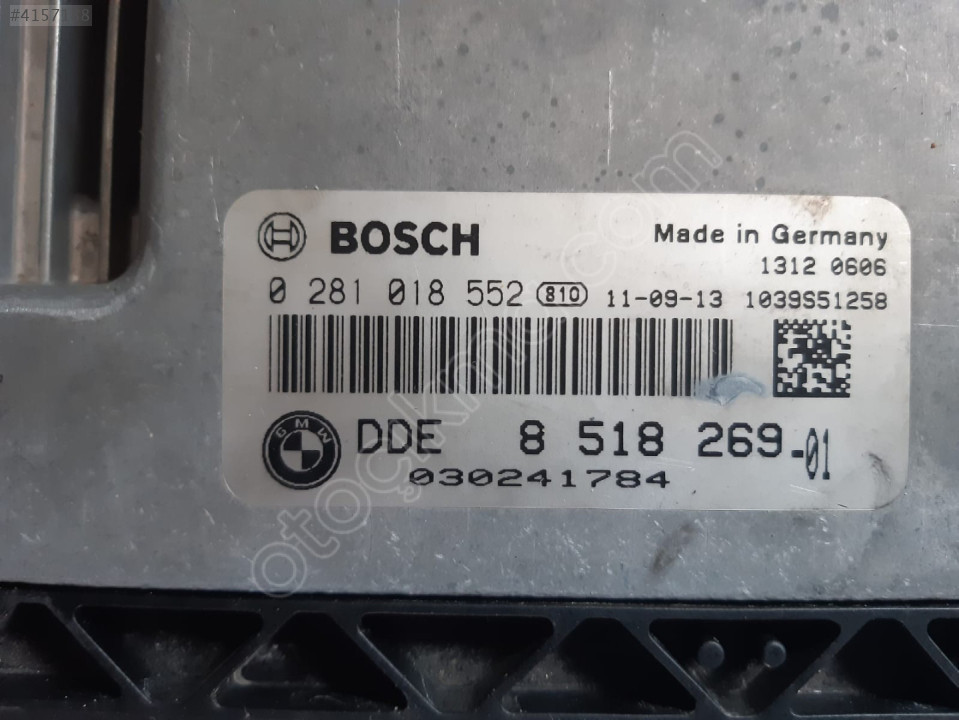 BOSCH
Made in Germany
1312 0606
0 281 018 552 810 11-09-13 1039S51258
BMW
DDE 8 518 269-01
030241784